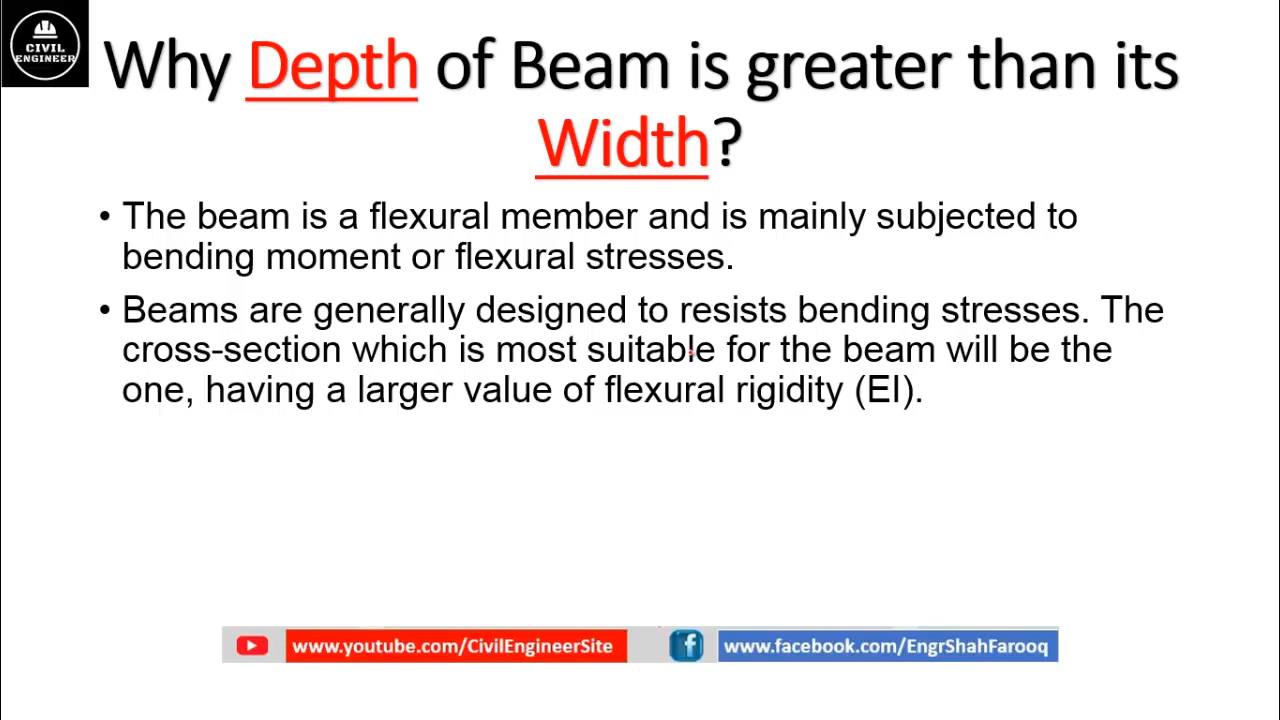 CIVIL
ENGINEER
Why Depth of Beam is greater than its
Width?
• The beam is a flexural member and is mainly subjected to
bending moment or flexural stresses.
• Beams are generally designed to resists bending stresses. The
cross-section which is most suitable for the beam will be the
one, having a larger value of flexural rigidity (EI).
www.youtube.com/CivilEngineerSite
www.facebook.com/EngrShahFarooq